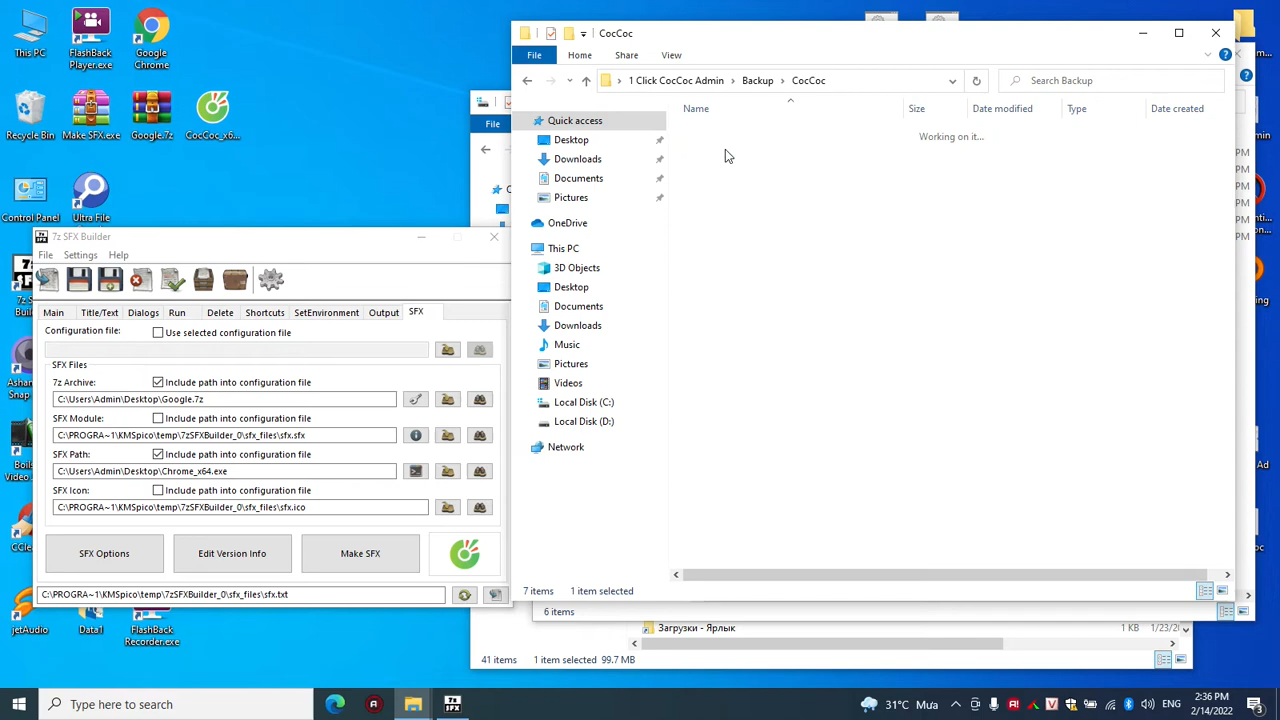 This PC
FlashBack
Player.exe
Google
Chrome
Recycle Bin
Make SFX.exe
Google.7z
CocCoc_x6...
Control Panel
Ultra File
CocCoc
File
Home
Share
View
1 Click CocCoc Admin
Backup
CocCoc
Search Backup
Name
Size
Date modified
Type
Date created
Working on it...
Quick access
Desktop
Downloads
Documents
Pictures
OneDrive
This PC
3D Objects
Desktop
Documents
Downloads
Music
Pictures
Videos
Local Disk (C:)
Local Disk (D:)
Network
7 items
1 item selected
6 items
File
7z SFX Builder
File
Settings
Help
Main
Title/Text
Dialogs
Run
Delete
Shortcuts
SetEnvironment
Output
SFX
Configuration file:
Use selected configuration file
SFX Files
7z Archive:
Include path into configuration file
C:\Users\Admin\Desktop\Google.7z
SFX Module:
Include path into configuration file
C:\PROGRA~1\KMSpico\temp\7zSFXBuilder_0\sfx_files\sfx.sfx
SFX Path:
Include path into configuration file
C:\Users\Admin\Desktop\Chrome_x64.exe
SFX Icon:
Include path into configuration file
C:\PROGRA~1\KMSpico\temp\7zSFXBuilder_0\sfx_files\sfx.ico
SFX Options
Edit Version Info
Make SFX
C:\PROGRA~1\KMSpico\temp\7zSFXBuilder_0\sfx_files\sfx.txt
jetAudio
Data1
FlashBack
Recorder.exe
Загрузки - Ярлык
1 KB
1/23/20
41 items
1 item selected 99.7 MB
Type here to search
31°C Mưa
2:36 PM
2/14/2022